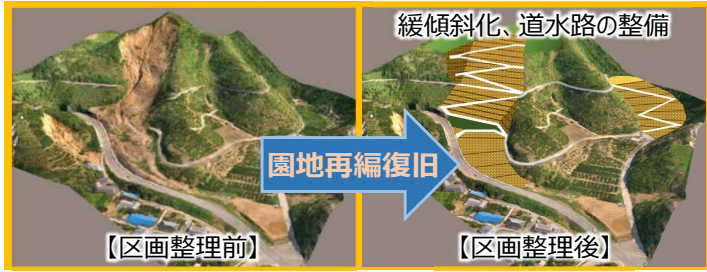 緩傾斜化、道水路の整備
園地再編復旧
【区画整理前】
【区画整理後】